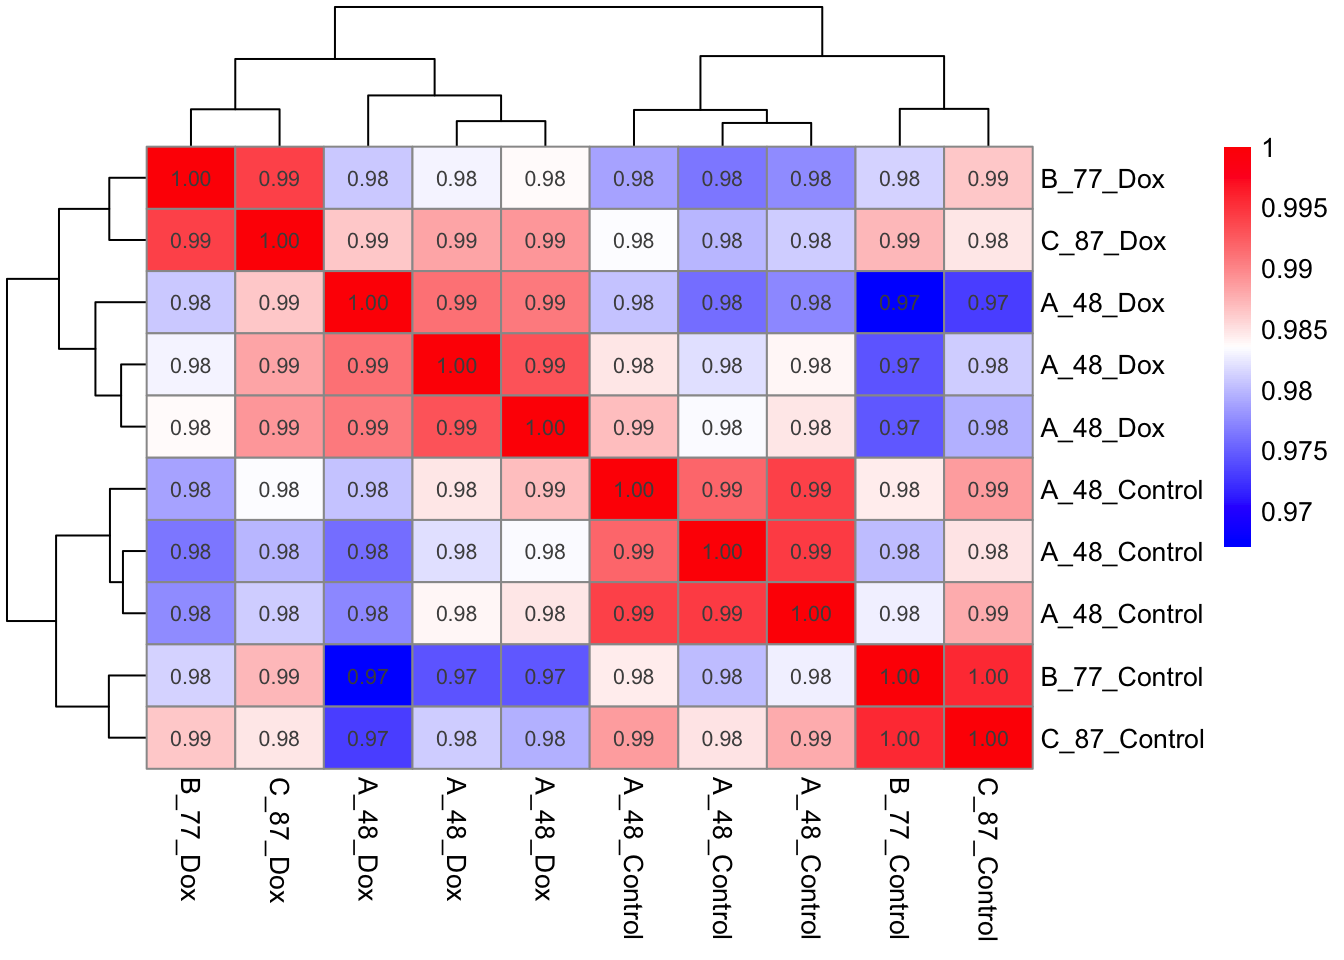 1.00 0.99 0.98 0.98 0.98 0.98 0.98 0.98 0.98 0.99 B_77_Dox
0.99 1.00 0.99 0.99 0.99 0.98 0.98 0.98 0.99 0.98 C_87_Dox
0.98 0.99 1.00 0.99 0.99 0.98 0.98 0.98 0.97 0.97 A_48_Dox
0.98 0.99 0.99 1.00 0.99 0.98 0.98 0.98 0.97 0.98 A_48_Dox
0.98 0.99 0.99 0.99 1.00 0.99 0.98 0.98 0.97 0.98 A_48_Dox
0.98 0.98 0.98 0.98 0.99 1.00 0.99 0.99 0.98 0.99 A_48_Control
0.98 0.98 0.98 0.98 0.98 0.99 1.00 0.99 0.98 0.98 A_48_Control
0.98 0.98 0.98 0.98 0.98 0.99 0.99 1.00 0.98 0.99 A_48_Control
0.98 0.99 0.97 0.97 0.97 0.98 0.98 0.98 1.00 1.00 B_77_Control
0.99 0.98 0.97 0.98 0.98 0.99 0.98 0.99 1.00 1.00 C_87_Control
B_77_Dox
C_87_Dox
A_48_Dox
A_48_Dox
A_48_Dox
A_48_Control
A_48_Control
A_48_Control
B_77_Control
C_87_Control
1
0.995
0.99
0.985
0.98
0.975
0.97